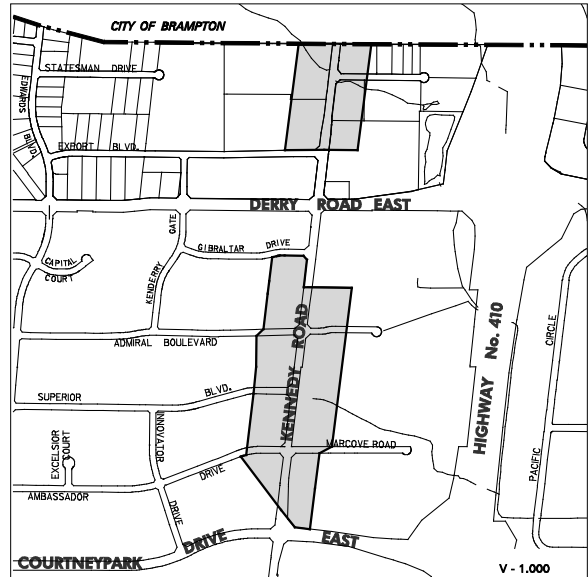 CITY OF BRAMPTON
STATESMAN DRIVE
EDWARDS
BLVD.
EXPORT BLVD.
DERRY ROAD EAST
GATE
GIBRALTAR DRIVE
CAPITAL
COURT
KENDERRY
KENNEDY ROAD
HIGHWAY No. 410
CIRCLE
ADMIRAL BOULEVARD
SUPERIOR
BLVD.
EXCELSIOR
COURT
INNOVATOR
MARCOVE ROAD
PACIFIC
DRIVE
AMBASSADOR
DRIVE
COURTNEYPARK DRIVE EAST
V - 1.000